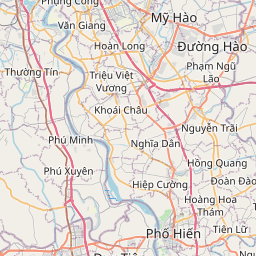 Phụng Công
Mỹ Hào
Văn Giang
Hoàn Long
Đường Hào
Phạm Ngũ
Lão
Thường Tín
Triệu Việt
Vương
Khoái Châu
Nguyễn Trãi
Phú Minh
Nghĩa Dân
Hồng Quang
Phú Xuyên
Hiệp Cường
Đoàn Đào
Hoàng Hoa
Thám
Phố Hiến
Tiên Lữ